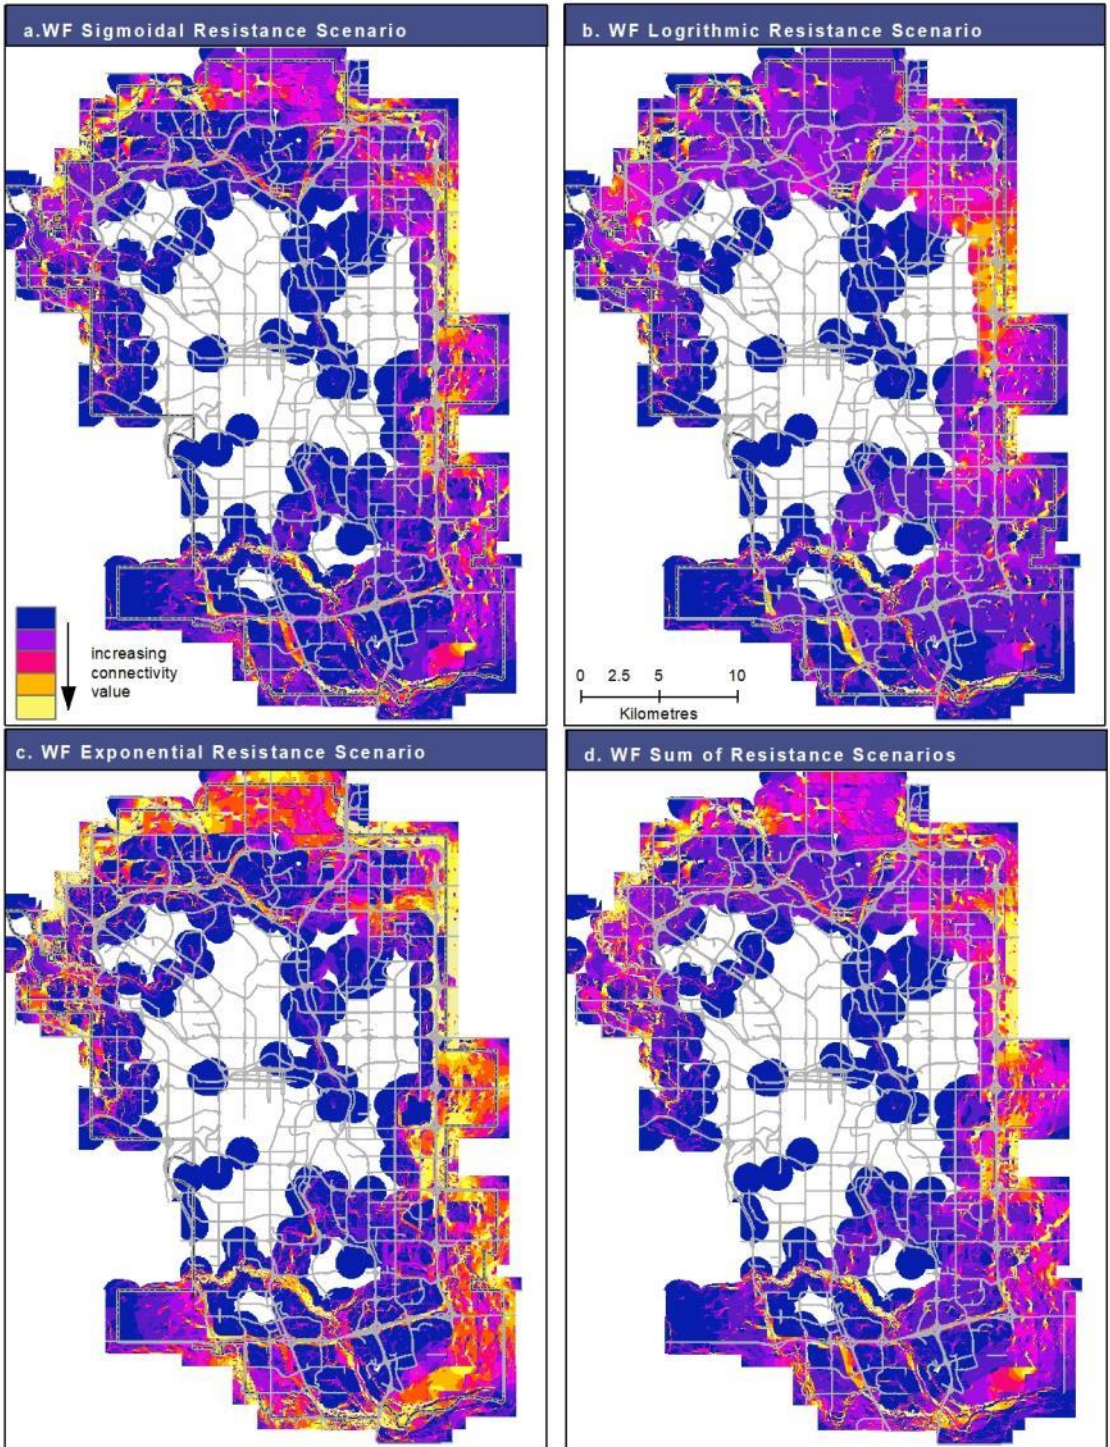 a.WF Sigmoidal Resistance Scenario
b. WF Logrithmic Resistance Scenario
increasing
connectivity
value
0 2.5 5 10
Kilometres
c. WF Exponential Resistance Scenario
d. WF Sum of Resistance Scenarios